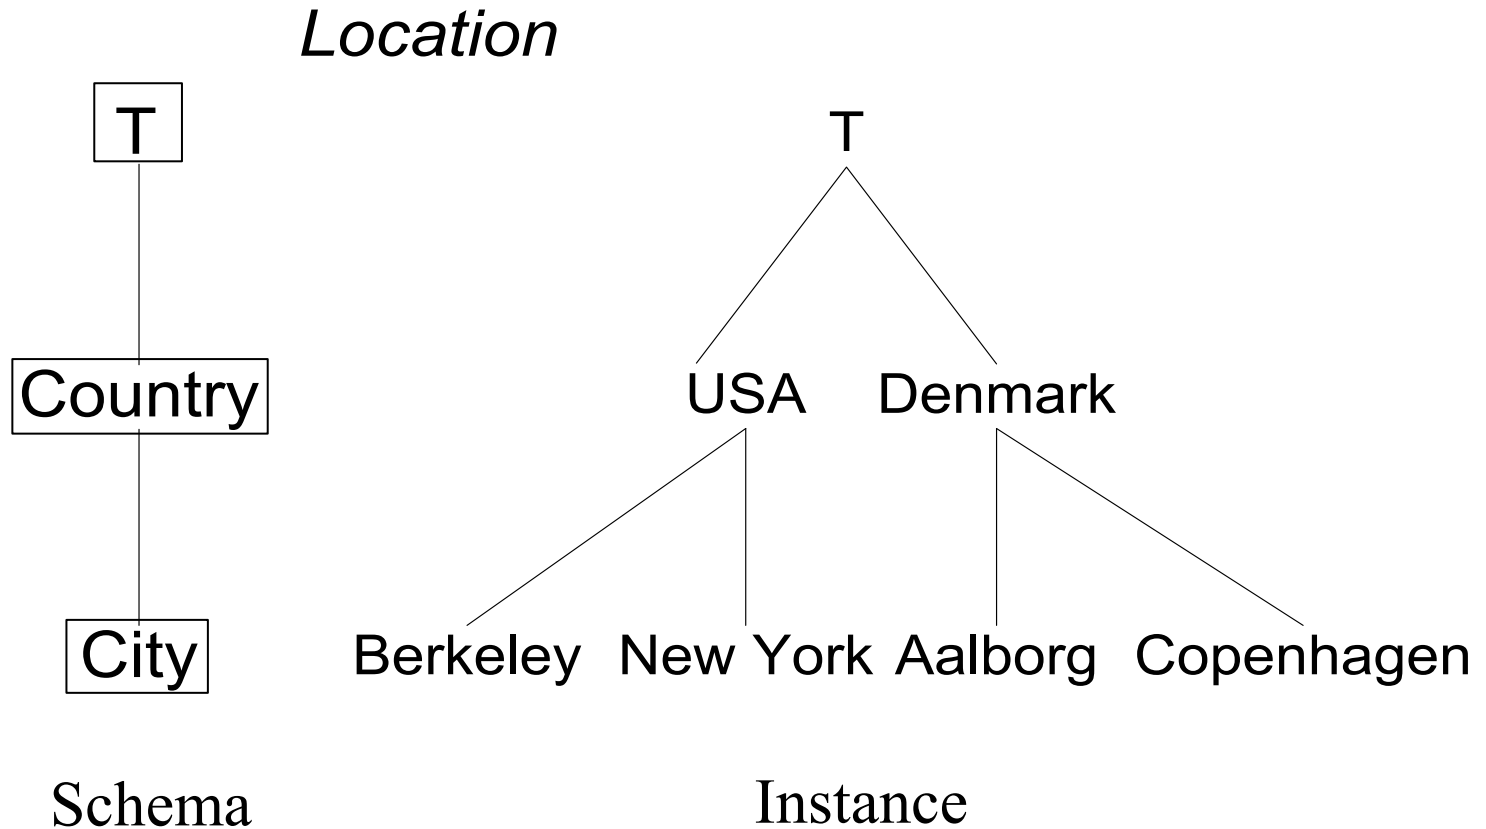 Location
T
T
Country
USA Denmark
City
Berkeley New York Aalborg Copenhagen
Schema
Instance